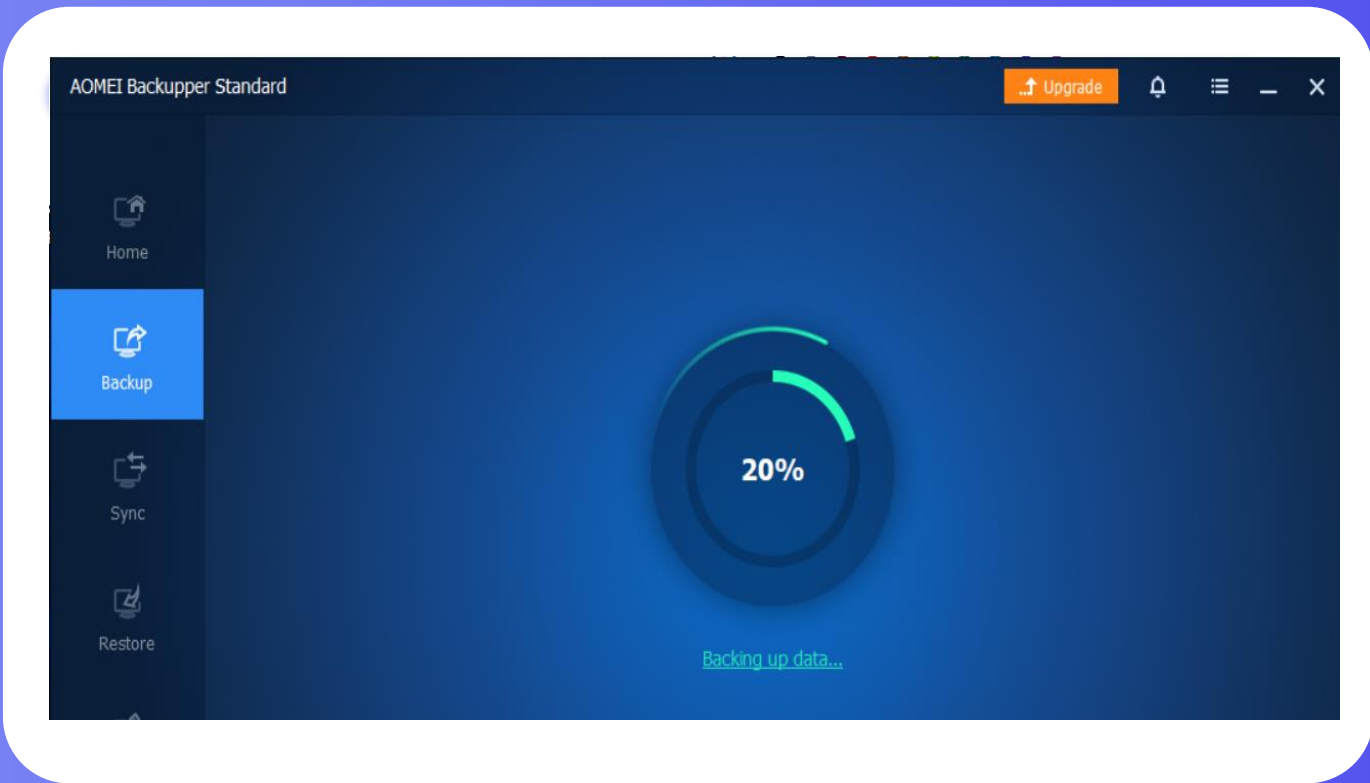 AOMEI Backupper Standard
Upgrade
Home
Backup
20%
Sync
Restore
Backing up data...